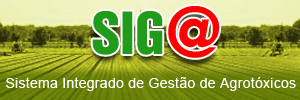 SIG@
Sistema Integrado de Gestão de Agrotóxicos